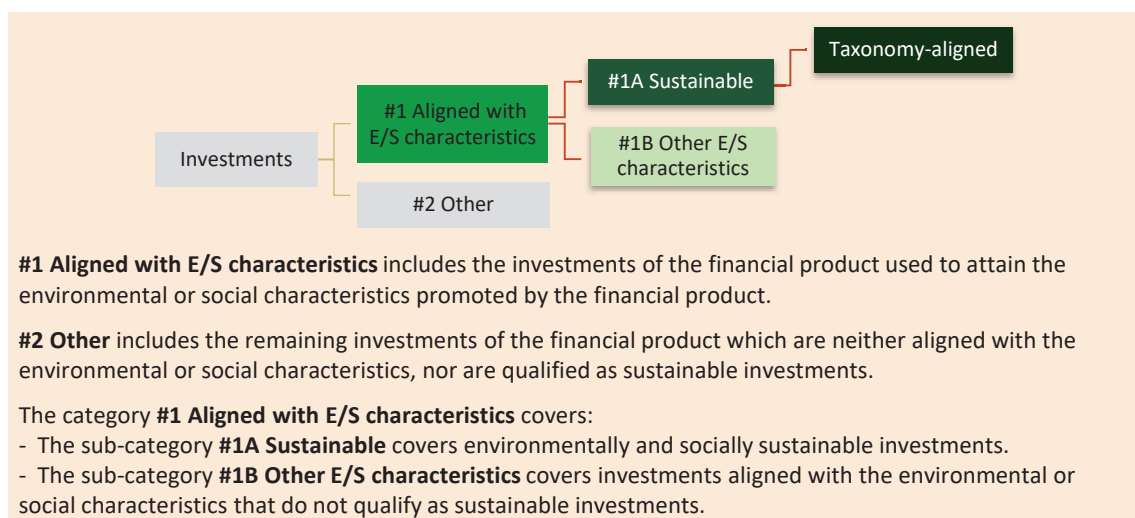 Taxonomy-aligned
#1A Sustainable
#1 Aligned with
E/S characteristics
#1B Other E/S
characteristics
Investments
#2 Other
#1 Aligned with E/S characteristics includes the investments of the financial product used to attain the
environmental or social characteristics promoted by the financial product.
#2 Other includes the remaining investments of the financial product which are neither aligned with the
environmental or social characteristics, nor are qualified as sustainable investments.
The category #1 Aligned with E/S characteristics covers:
- The sub-category #1A Sustainable covers environmentally and socially sustainable investments.
- The sub-category #1B Other E/S characteristics covers investments aligned with the environmental or
social characteristics that do not qualify as sustainable investments.